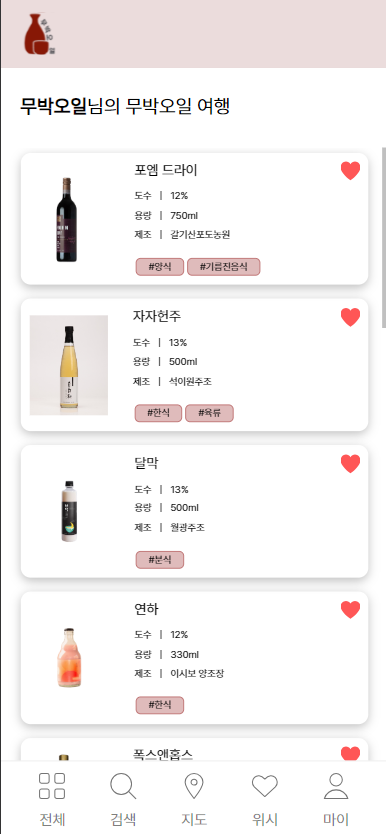 무박오일
무박오일님의 무박오일 여행
포엠 드라이
도수 | 12%
용량 | 750ml
제조 | 갈기산포도농원
#양식 #기름진음식
자자헌주
도수 | 13%
용량 | 500ml
제조 | 석이원주조
#한식 #육류
달막
도수 | 13%
용량 | 500ml
제조 | 월광주조
#분식
연하
도수 | 12%
용량 | 330ml
제조 | 이시보 양조장
#한식
폭스앤홉스
전체 검색 지도 위시 마이